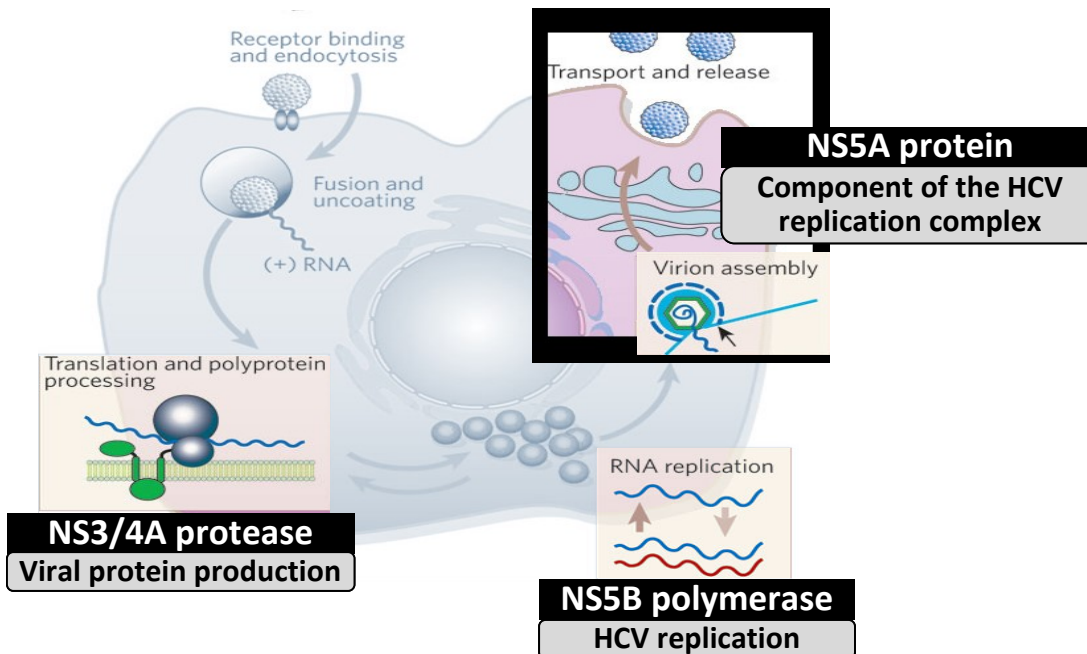 Receptor binding
and endocytosis
Fusion and
uncoating
(+) RNA
Transport and release
NS5A protein
Component of the HCV
replication complex
Virion assembly
Translation and polyprotein
processing
NS3/4A protease
Viral protein production
RNA replication
NS5B polymerase
HCV replication